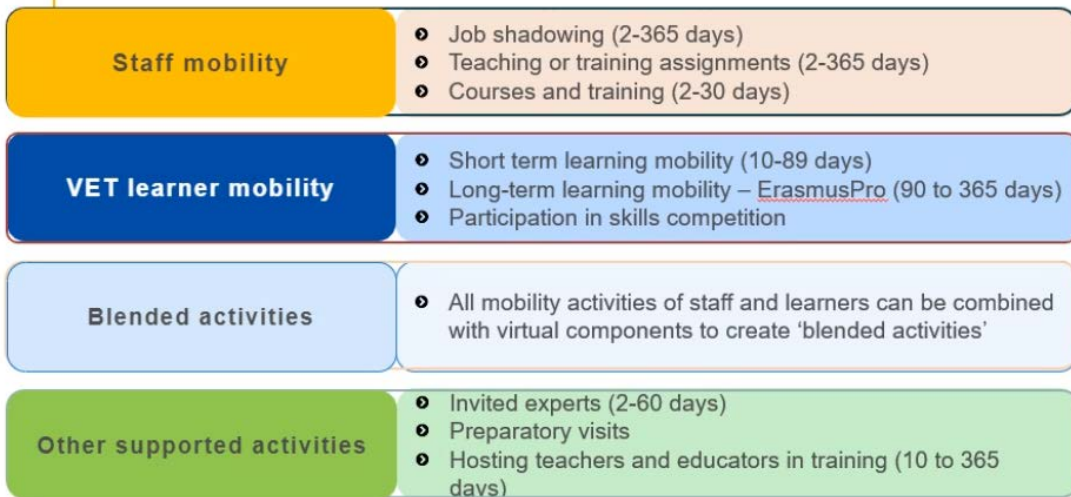 Staff mobility
Job shadowing (2-365 days)
Teaching or training assignments (2-365 days)
Courses and training (2-30 days)
VET learner mobility
Short term learning mobility (10-89 days)
Long-term learning mobility – ErasmusPro (90 to 365 days)
Participation in skills competition
Blended activities
All mobility activities of staff and learners can be combined
with virtual components to create ‘blended activities’
Other supported activities
Invited experts (2-60 days)
Preparatory visits
Hosting teachers and educators in training (10 to 365
days)